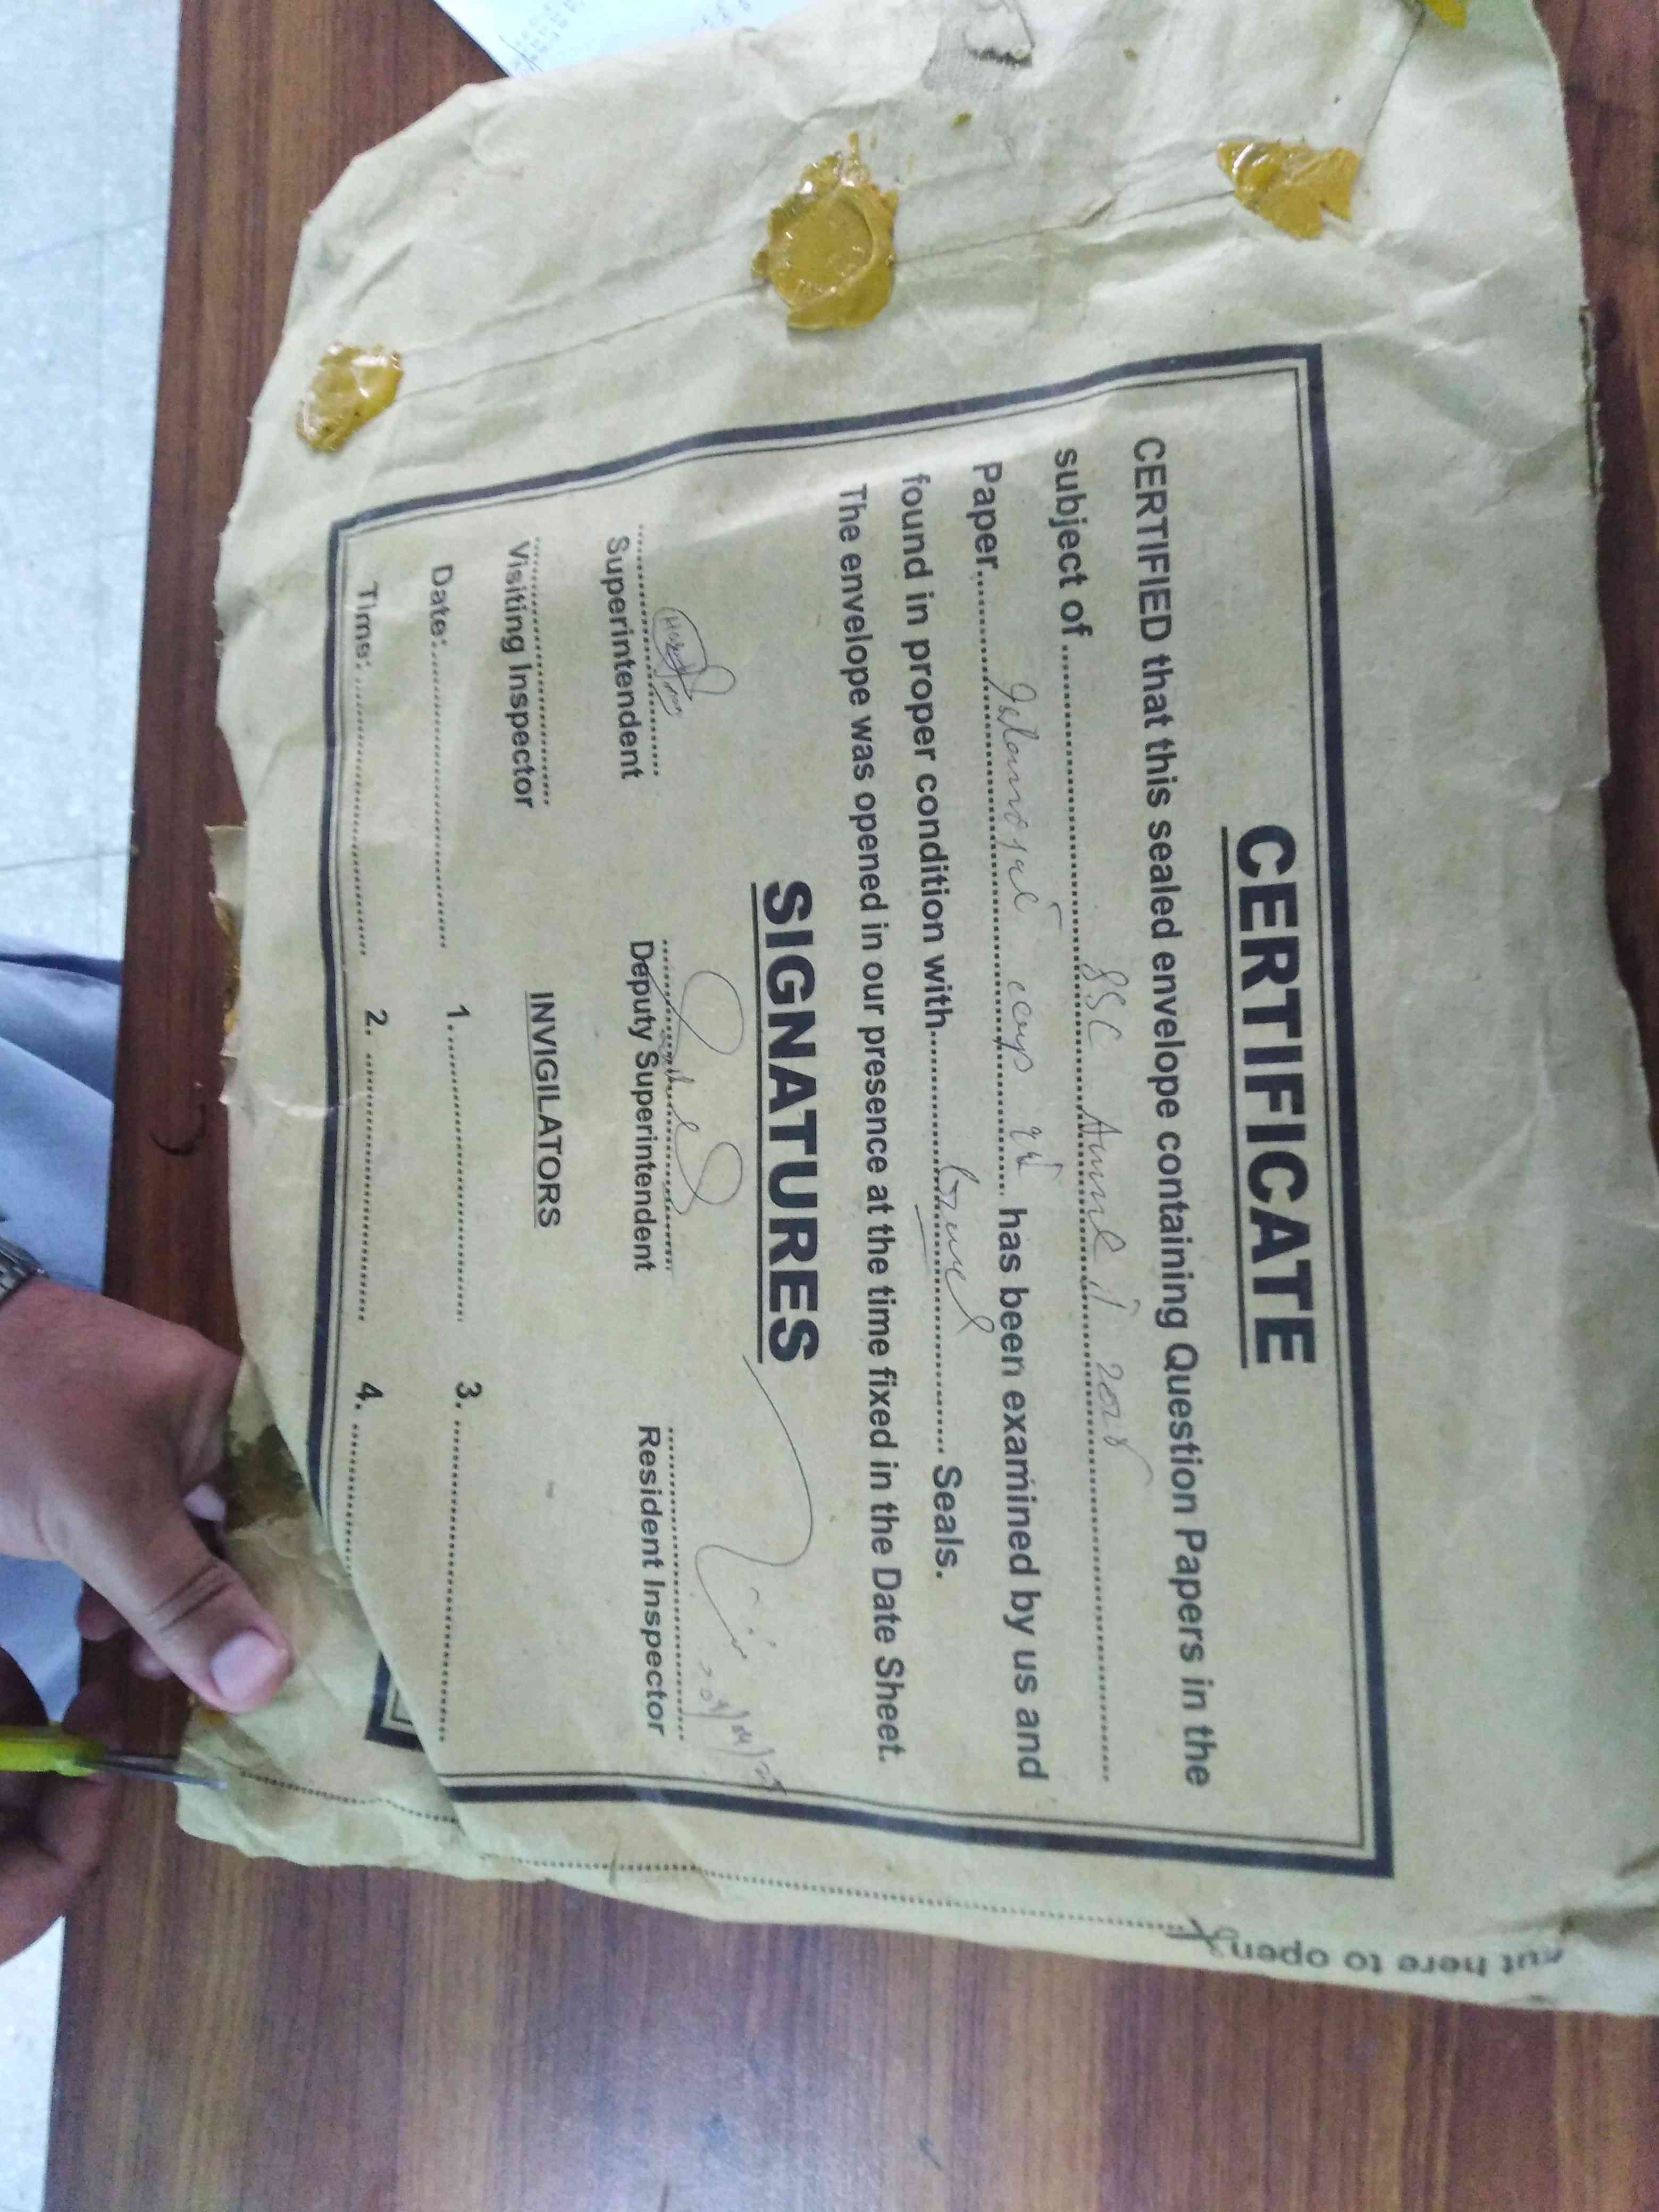 CERTIFICATE
CERTIFIED that this sealed envelope containing Question Papers in the
subject of .......... SSC ..........
Paper.......... has been examined by us and
found in proper condition with.......... Seals.
The envelope was opened in our presence at the time fixed in the Date Sheet.
SIGNATURES
Superintendent Deputy Superintendent Resident Inspector
Visiting Inspector INVIGILATORS
Date:.......... 1........... 3. ..........
Time: .......... 2. .......... 4. ..........
cut here to open